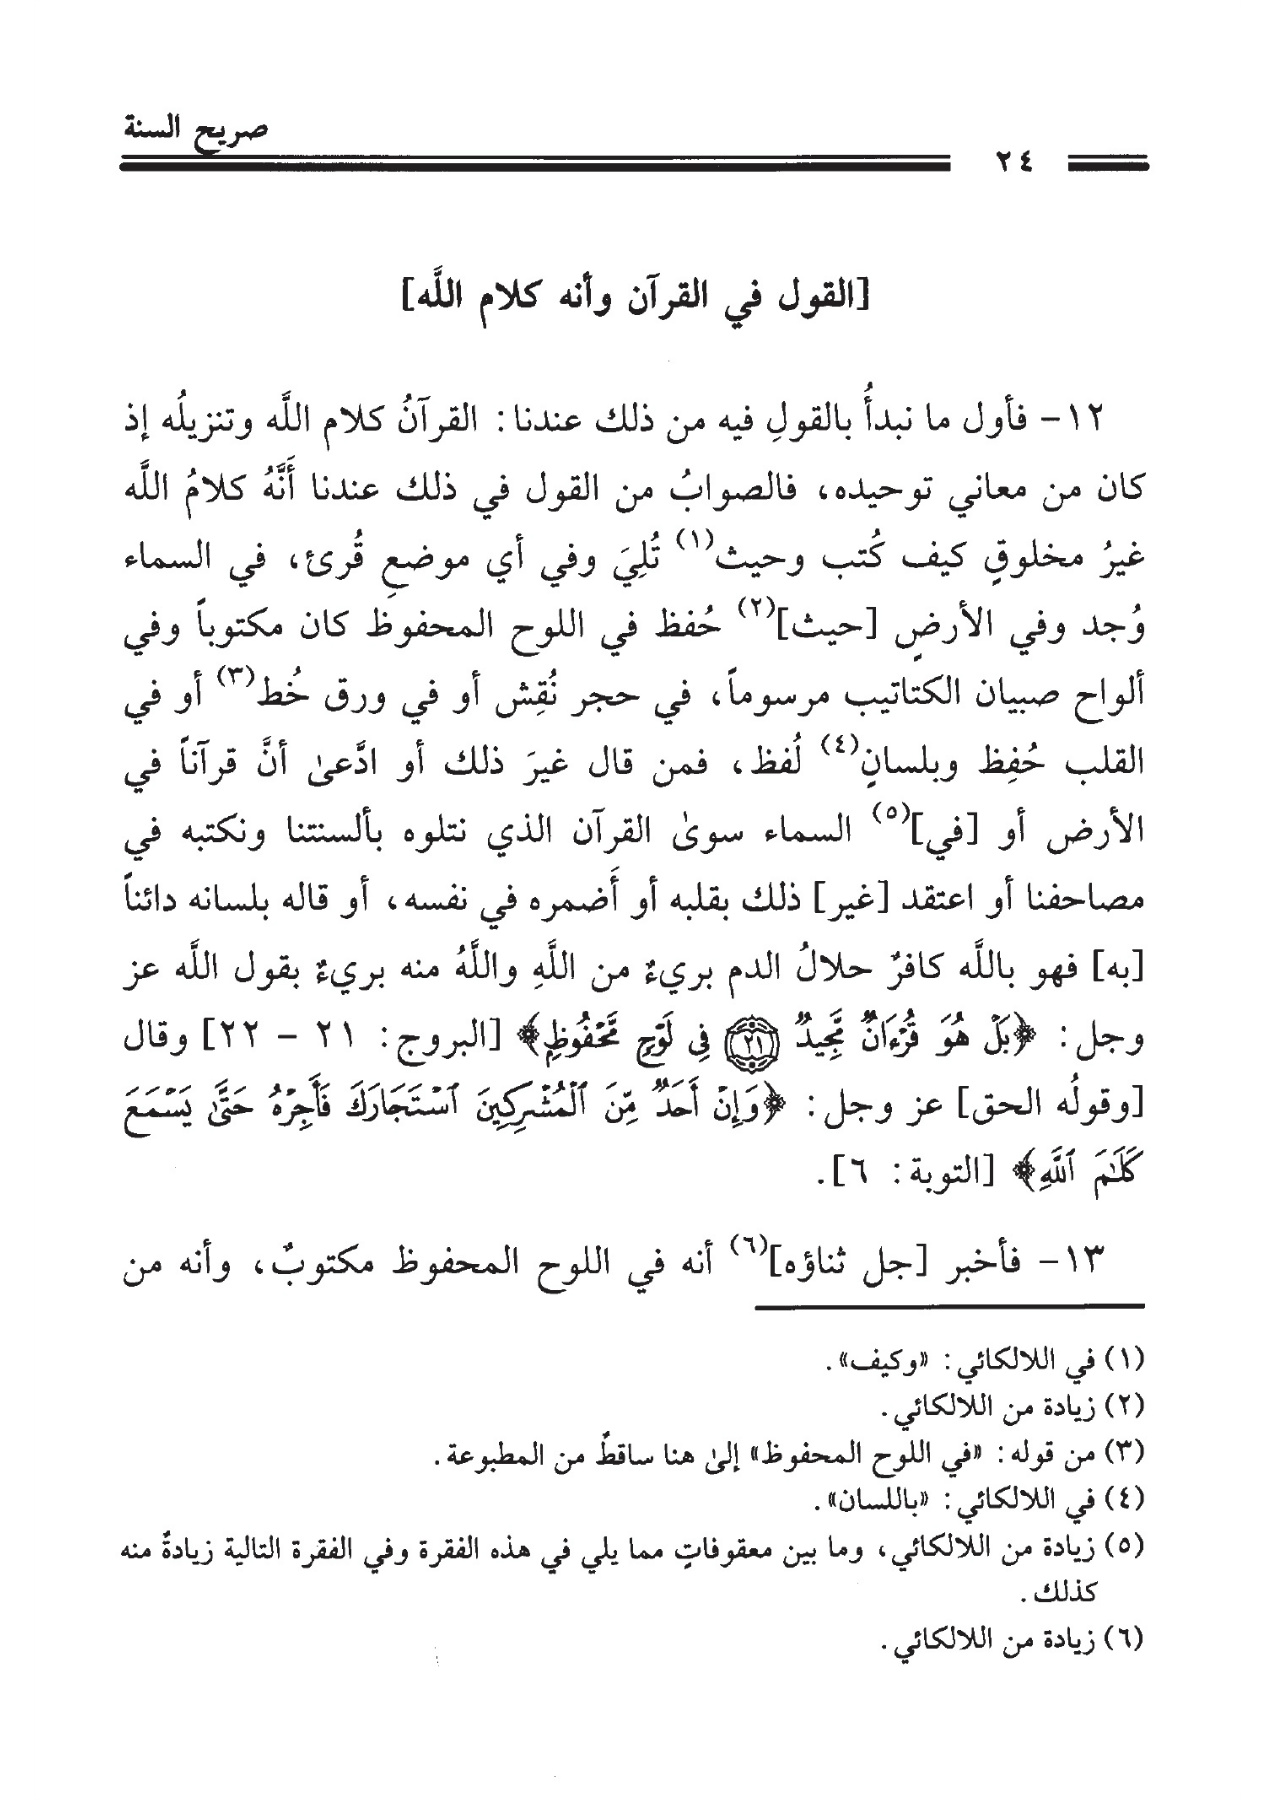 صريح السنة
٢٤
[القول في القرآن وأنه كلام اللَّه]
١٢- فأول ما نبدأُ بالقولِ فيه من ذلك عندنا: القرآنُ كلام اللَّه وتنزيلُه إذ
كان من معاني توحيده، فالصوابُ من القول في ذلك عندنا أَنَّهُ كلامُ اللَّه
غيرُ مخلوقٍ كيف كُتب وحيث(١) تُلِيَ وفي أي موضعٍ قُرئ، في السماء
وُجد وفي الأرضِ [حيث](٢) حُفظ في اللوح المحفوظ كان مكتوباً وفي
ألواح صبيان الكتاتيب مرسوماً، في حجر نُقِش أو في ورق خُط(٣) أو في
القلب حُفِظ وبلسانٍ(٤) لُفظ، فمن قال غيرَ ذلك أو ادَّعىٰ أنَّ قرآناً في
الأرض أو [في](٥) السماء سوىٰ القرآن الذي نتلوه بألسنتنا ونكتبه في
مصاحفنا أو اعتقد [غير] ذلك بقلبه أو أَضمره في نفسه، أو قاله بلسانه دائناً
[به] فهو باللَّه كافرٌ حلالُ الدم بريءٌ من اللَّهِ واللَّهُ منه بريءٌ بقول اللَّه عز
وجل: ﴿بَلْ هُوَ قُرْءَانٌ مَّجِيدٌ ٢١ فِى لَوْحٍ مَّحْفُوظٍ﴾ [البروج: ٢١ - ٢٢] وقال
[وقولُه الحق] عز وجل: ﴿وَإِنْ أَحَدٌ مِّنَ ٱلْمُشْرِكِينَ ٱسْتَجَارَكَ فَأَجِرْهُ حَتَّىٰ يَسْمَعَ
كَلَٰمَ ٱللَّهِ﴾ [التوبة: ٦].
١٣- فأخبر [جل ثناؤه](٦) أنه في اللوح المحفوظ مكتوبٌ، وأنه من
(١) في اللالكائي: «وكيف».
(٢) زيادة من اللالكائي.
(٣) من قوله: «في اللوح المحفوظ» إلىٰ هنا ساقطٌ من المطبوعة.
(٤) في اللالكائي: «باللسان».
(٥) زيادة من اللالكائي، وما بين معقوفاتٍ مما يلي في هذه الفقرة وفي الفقرة التالية زيادةٌ منه
كذلك.
(٦) زيادة من اللالكائي.